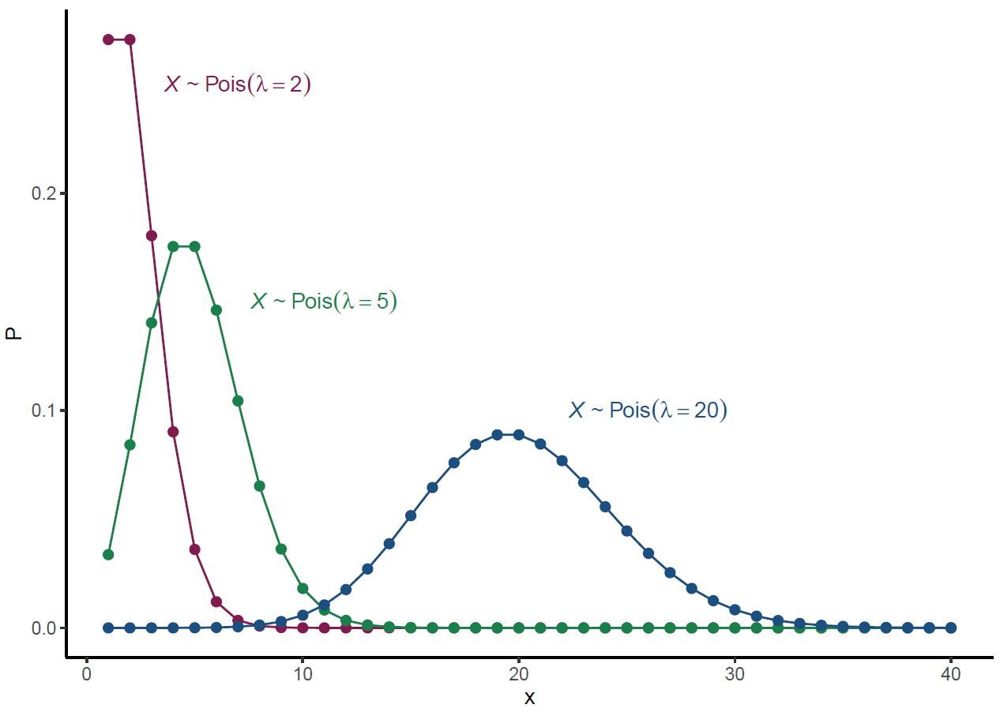 X ~ Pois(λ = 2)
0.2
X ~ Pois(λ = 5)
P
0.1
X ~ Pois(λ = 20)
0.0
0 10 20 30 40
x